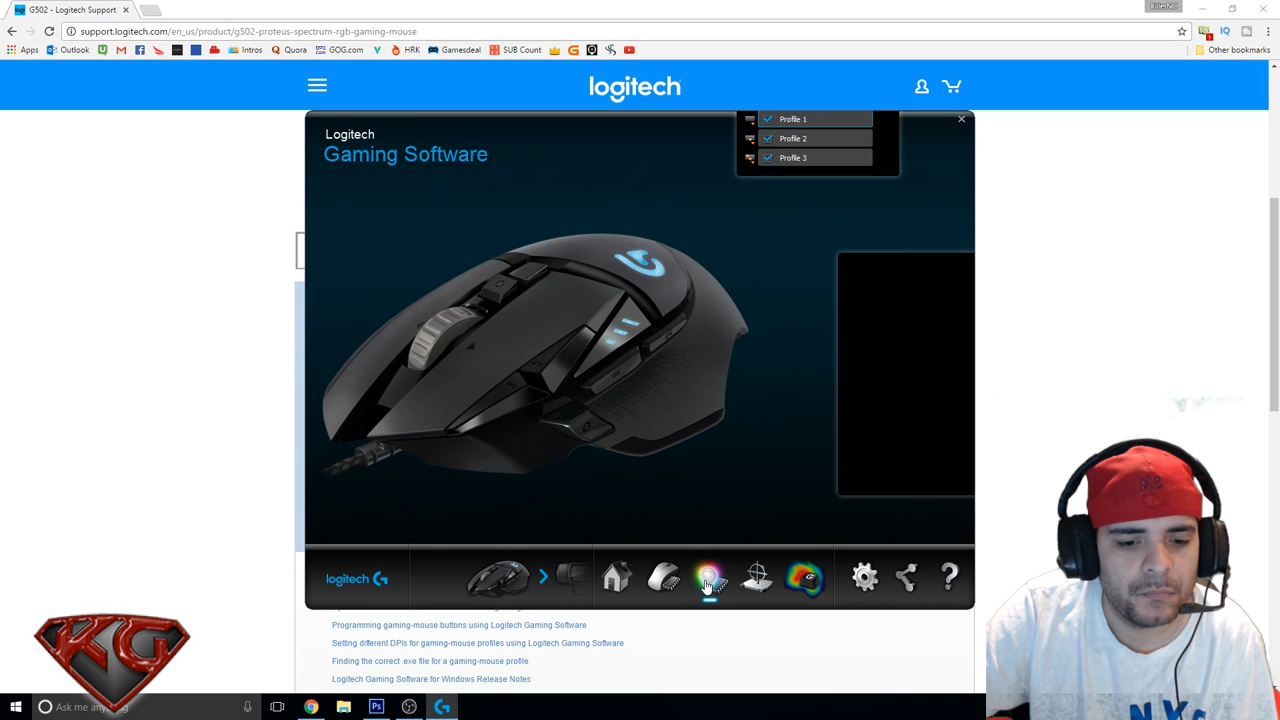 G502 - Logitech Support
KillerNG
support.logitech.com/en_us/product/g502-proteus-spectrum-rgb-gaming-mouse
Apps
Outlook
Intros
Quora
GOG.com
HRK
Gamesdeal
SUB Count
Other bookmarks
logitech
Logitech
Gaming Software
Profile 1
Profile 2
Profile 3
logitech G
Programming gaming-mouse buttons using Logitech Gaming Software
Setting different DPIs for gaming-mouse profiles using Logitech Gaming Software
Finding the correct .exe file for a gaming-mouse profile
Logitech Gaming Software for Windows Release Notes
KG